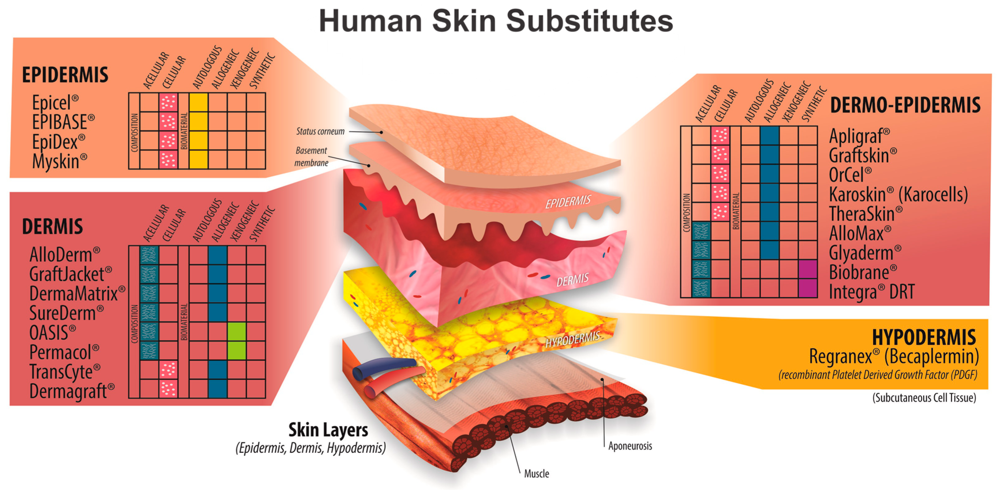 Human Skin Substitutes
EPIDERMIS
ACELLULAR
CELLULAR
AUTOLOGOUS
ALLOGENEIC
XENOGENEIC
SYNTHETIC
COMPOSITION
BIOMATERIAL
Epicel®
EPIBASE®
EpiDex®
Myskin®
DERMIS
ACELLULAR
CELLULAR
AUTOLOGOUS
ALLOGENEIC
XENOGENEIC
SYNTHETIC
COMPOSITION
BIOMATERIAL
AlloDerm®
GraftJacket®
DermaMatrix®
SureDerm®
OASIS®
Permacol®
TransCyte®
Dermagraft®
Status corneum
Basement
membrane
EPIDERMIS
DERMIS
HYPODERMIS
Skin Layers
(Epidermis, Dermis, Hypodermis)
Aponeurosis
Muscle
ACELLULAR
CELLULAR
AUTOLOGOUS
ALLOGENEIC
XENOGENEIC
SYNTHETIC
COMPOSITION
BIOMATERIAL
DERMO-EPIDERMIS
Apligraf®
Graftskin®
OrCel®
Karoskin® (Karocells)
TheraSkin®
AlloMax®
Glyaderm®
Biobrane®
Integra® DRT
HYPODERMIS
Regranex® (Becaplermin)
(recombinant Platelet Derived Growth Factor (PDGF)
(Subcutaneous Cell Tissue)